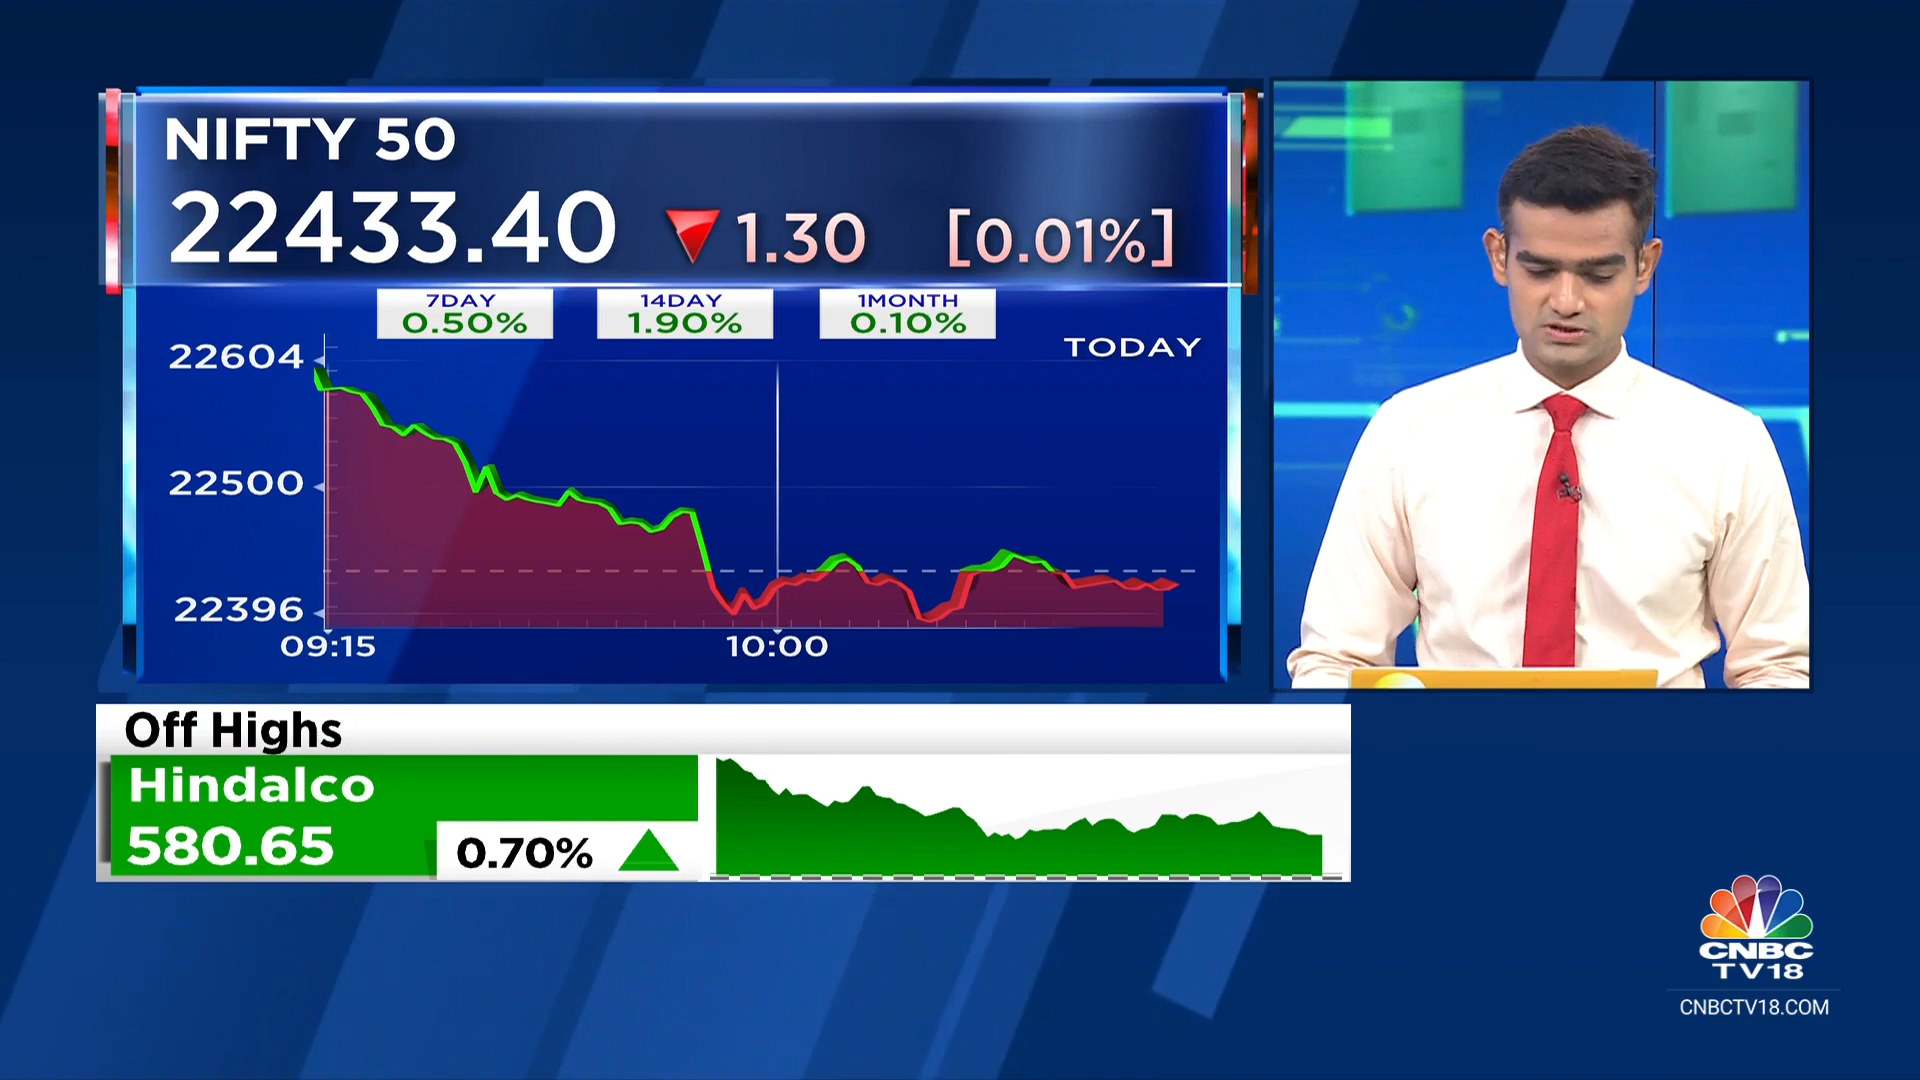 NIFTY 50
22433.40 ▼ 1.30 [0.01%]
7DAY
0.50%
14DAY
1.90%
1MONTH
0.10%
TODAY
22604
22500
22396
09:15
10:00
Off Highs
Hindalco
580.65
0.70% ▲
CNBC
TV18
CNBCTV18.COM